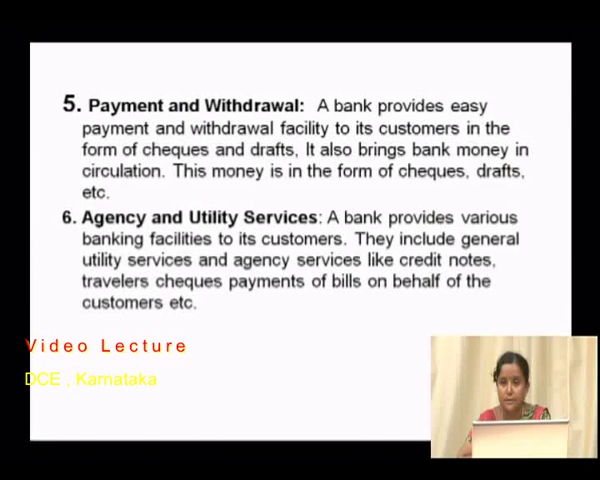 5. Payment and Withdrawal: A bank provides easy
payment and withdrawal facility to its customers in the
form of cheques and drafts, It also brings bank money in
circulation. This money is in the form of cheques, drafts,
etc.
6. Agency and Utility Services: A bank provides various
banking facilities to its customers. They include general
utility services and agency services like credit notes,
travelers cheques payments of bills on behalf of the
customers etc.
Video Lecture
DCE , Karnataka